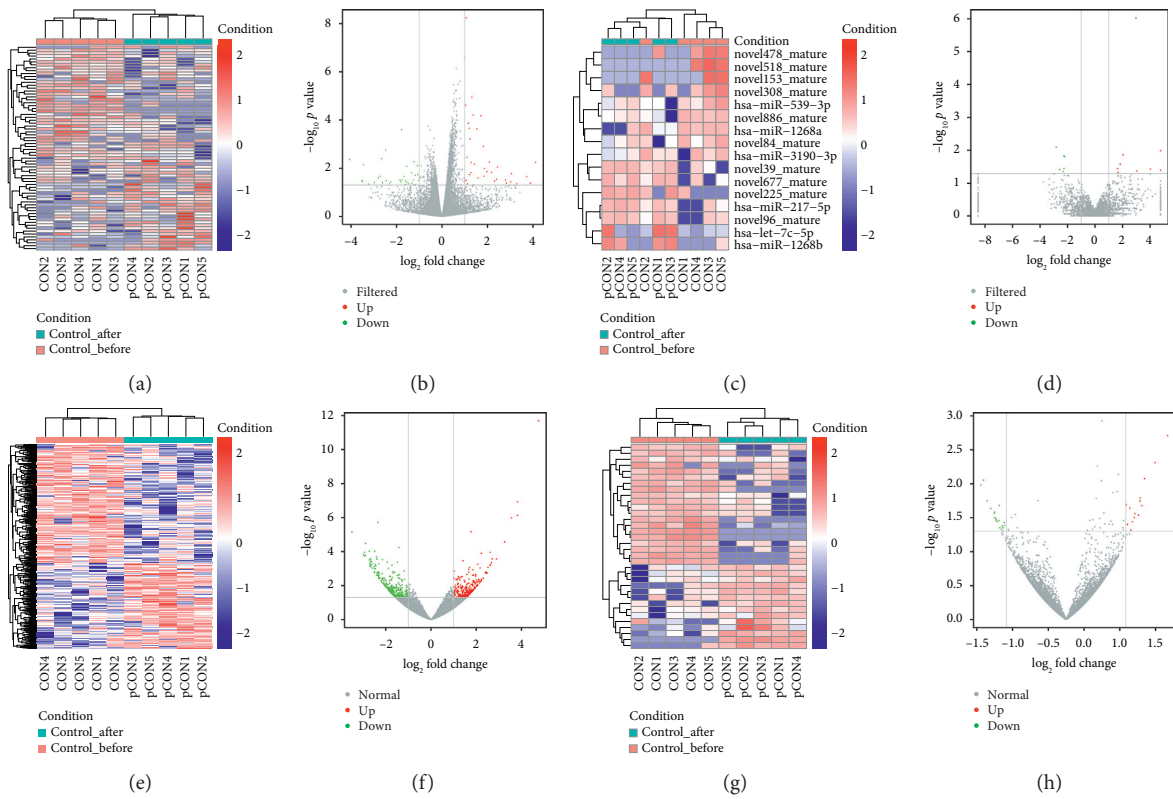 Condition
2
1
0
−1
−2
CON2
CON5
CON4
CON1
CON3
pCON4
pCON2
pCON3
pCON1
pCON5
Condition
Control_after
Control_before
(a)
−log10 p value
8
6
4
2
0
−4
−2
0
2
4
log2 fold change
Filtered
Up
Down
(b)
Condition
novel478_mature
novel518_mature
novel153_mature
novel308_mature
hsa−miR−539−3p
novel886_mature
hsa−miR−1268a
novel84_mature
hsa−miR−3190−3p
novel39_mature
novel677_mature
novel225_mature
hsa−miR−217−5p
novel96_mature
hsa−let−7c−5p
hsa−miR−1268b
2
1
0
−1
−2
pCON2
pCON4
pCON5
CON2
pCON1
pCON3
CON1
CON4
CON3
CON5
Condition
Control_after
Control_before
(c)
−log10 p value
6
5
4
3
2
1
0
−8
−6
−4
−2
0
2
4
log2 fold change
Filtered
Up
Down
(d)
Condition
2
1
0
−1
−2
CON4
CON3
CON5
CON1
CON2
pCON3
pCON5
pCON4
pCON1
pCON2
Condition
Control_after
Control_before
(e)
−log10 p value
12
10
8
6
4
2
0
−2
0
2
4
log2 fold change
Normal
Up
Down
(f)
Condition
2
1
0
−1
−2
CON2
CON1
CON3
CON4
CON5
pCON5
pCON2
pCON3
pCON1
pCON4
Condition
Control_after
Control_before
(g)
−log10 p value
3.0
2.5
2.0
1.5
1.0
0.5
0.0
−1.5
−1.0
−0.5
0.0
0.5
1.0
1.5
log2 fold change
Normal
Up
Down
(h)